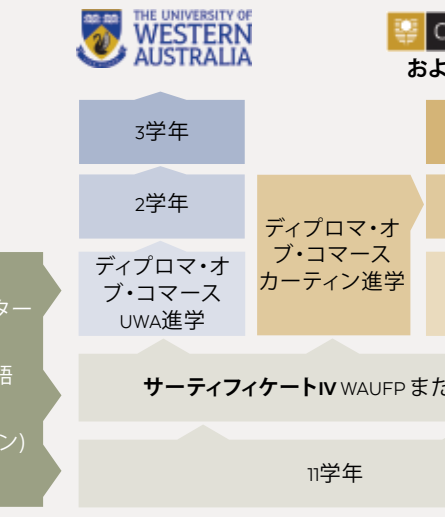 THE UNIVERSITY OF
WESTERN
AUSTRALIA
およ
3学年
2学年
ディプロマ・オ
ブ・コマース
UWA進学
ディプロマ・オ
ブ・コマース
カーティン進学
ター
語
ン)
サーティフィケートIV WAUFP また
11学年